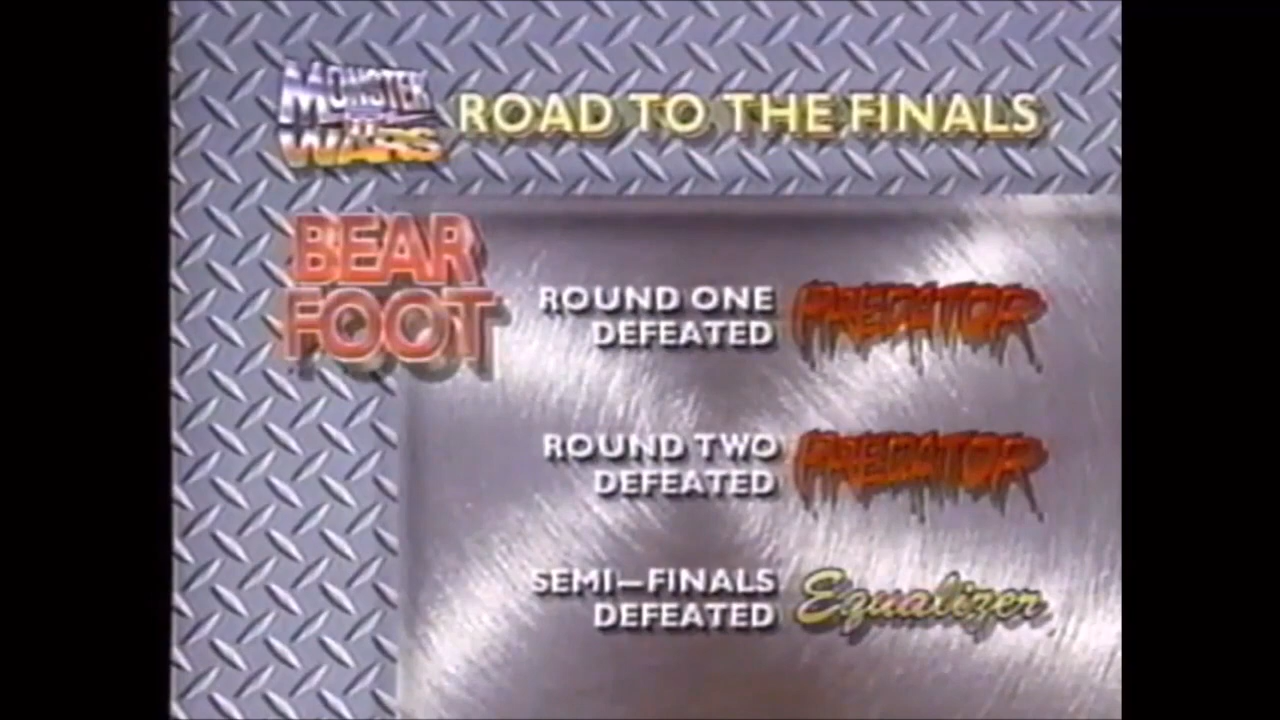 MONSTER
WARS
ROAD TO THE FINALS
BEAR
FOOT
ROUND ONE
DEFEATED
PREDATOR
ROUND TWO
DEFEATED
PREDATOR
SEMI–FINALS
DEFEATED
Equalizer